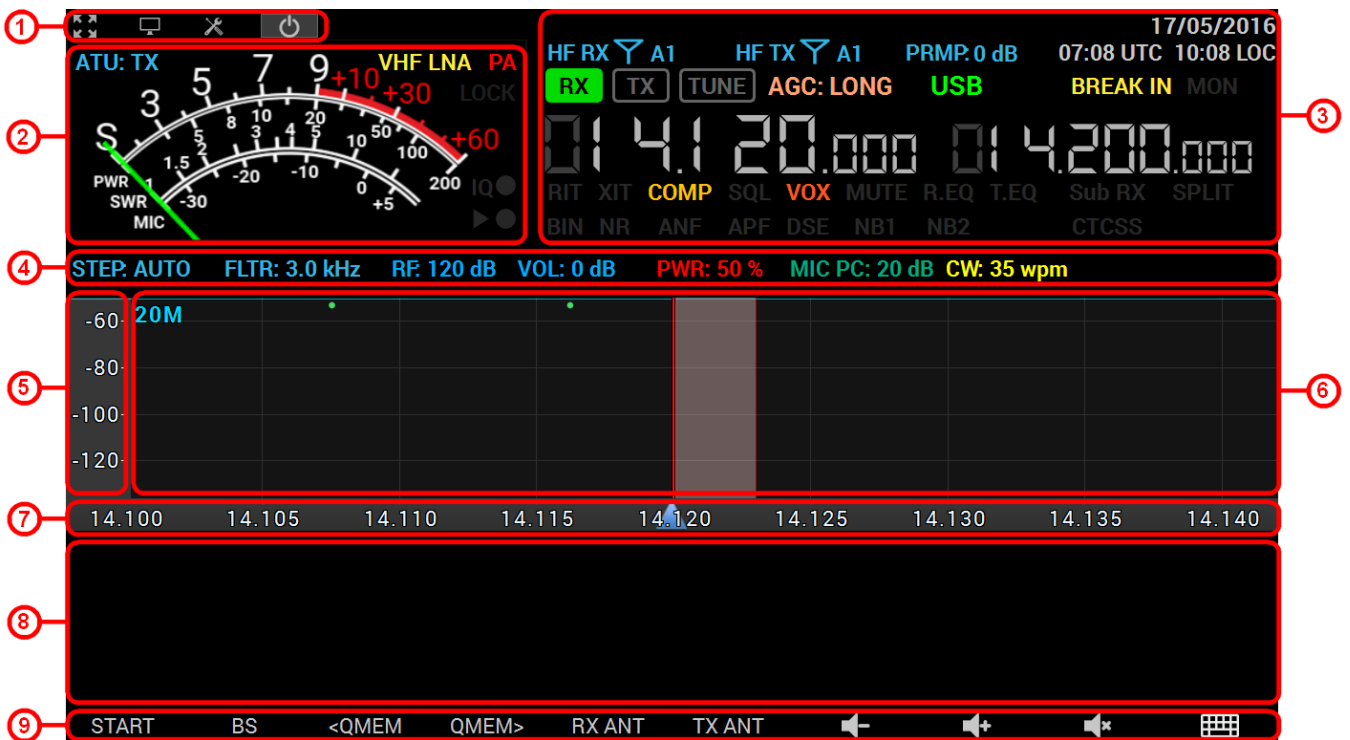 1
17/05/2016
ATU: TX
VHF LNA
PA
LOCK
S
3
5
7
9
+10
+30
+60
5
8
10
20
50
100
200
PWR
1
1.5
2
3
4
5
10
SWR
-30
-20
-10
0
+5
MIC
IQ
2
HF RX A1 HF TX A1 PRMP: 0 dB 07:08 UTC 10:08 LOC
RX TX TUNE AGC: LONG USB BREAK IN MON
3
014.120.000 014.200.000
RIT XIT COMP SQL VOX MUTE R.EQ T.EQ Sub RX SPLIT
BIN NR ANF APF DSE NB1 NB2 CTCSS
4
STEP: AUTO FLTR: 3.0 kHz RF: 120 dB VOL: 0 dB PWR: 50 % MIC PC: 20 dB CW: 35 wpm
20M
-60
-80
-100
-120
5
6
7
14.100 14.105 14.110 14.115 14.120 14.125 14.130 14.135 14.140
8
9
START BS <QMEM QMEM> RX ANT TX ANT